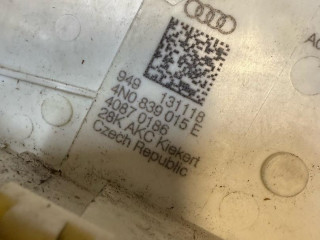 949 131118
4N0 839 015 E
4087 0186
28K AKC Kiekert
Czech Republic